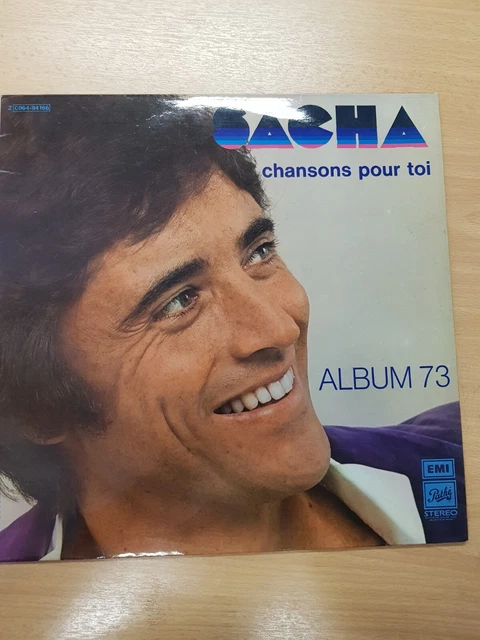 2 C064-94166
SACHA
chansons pour toi
ALBUM 73
EMI
Pathé
STEREO